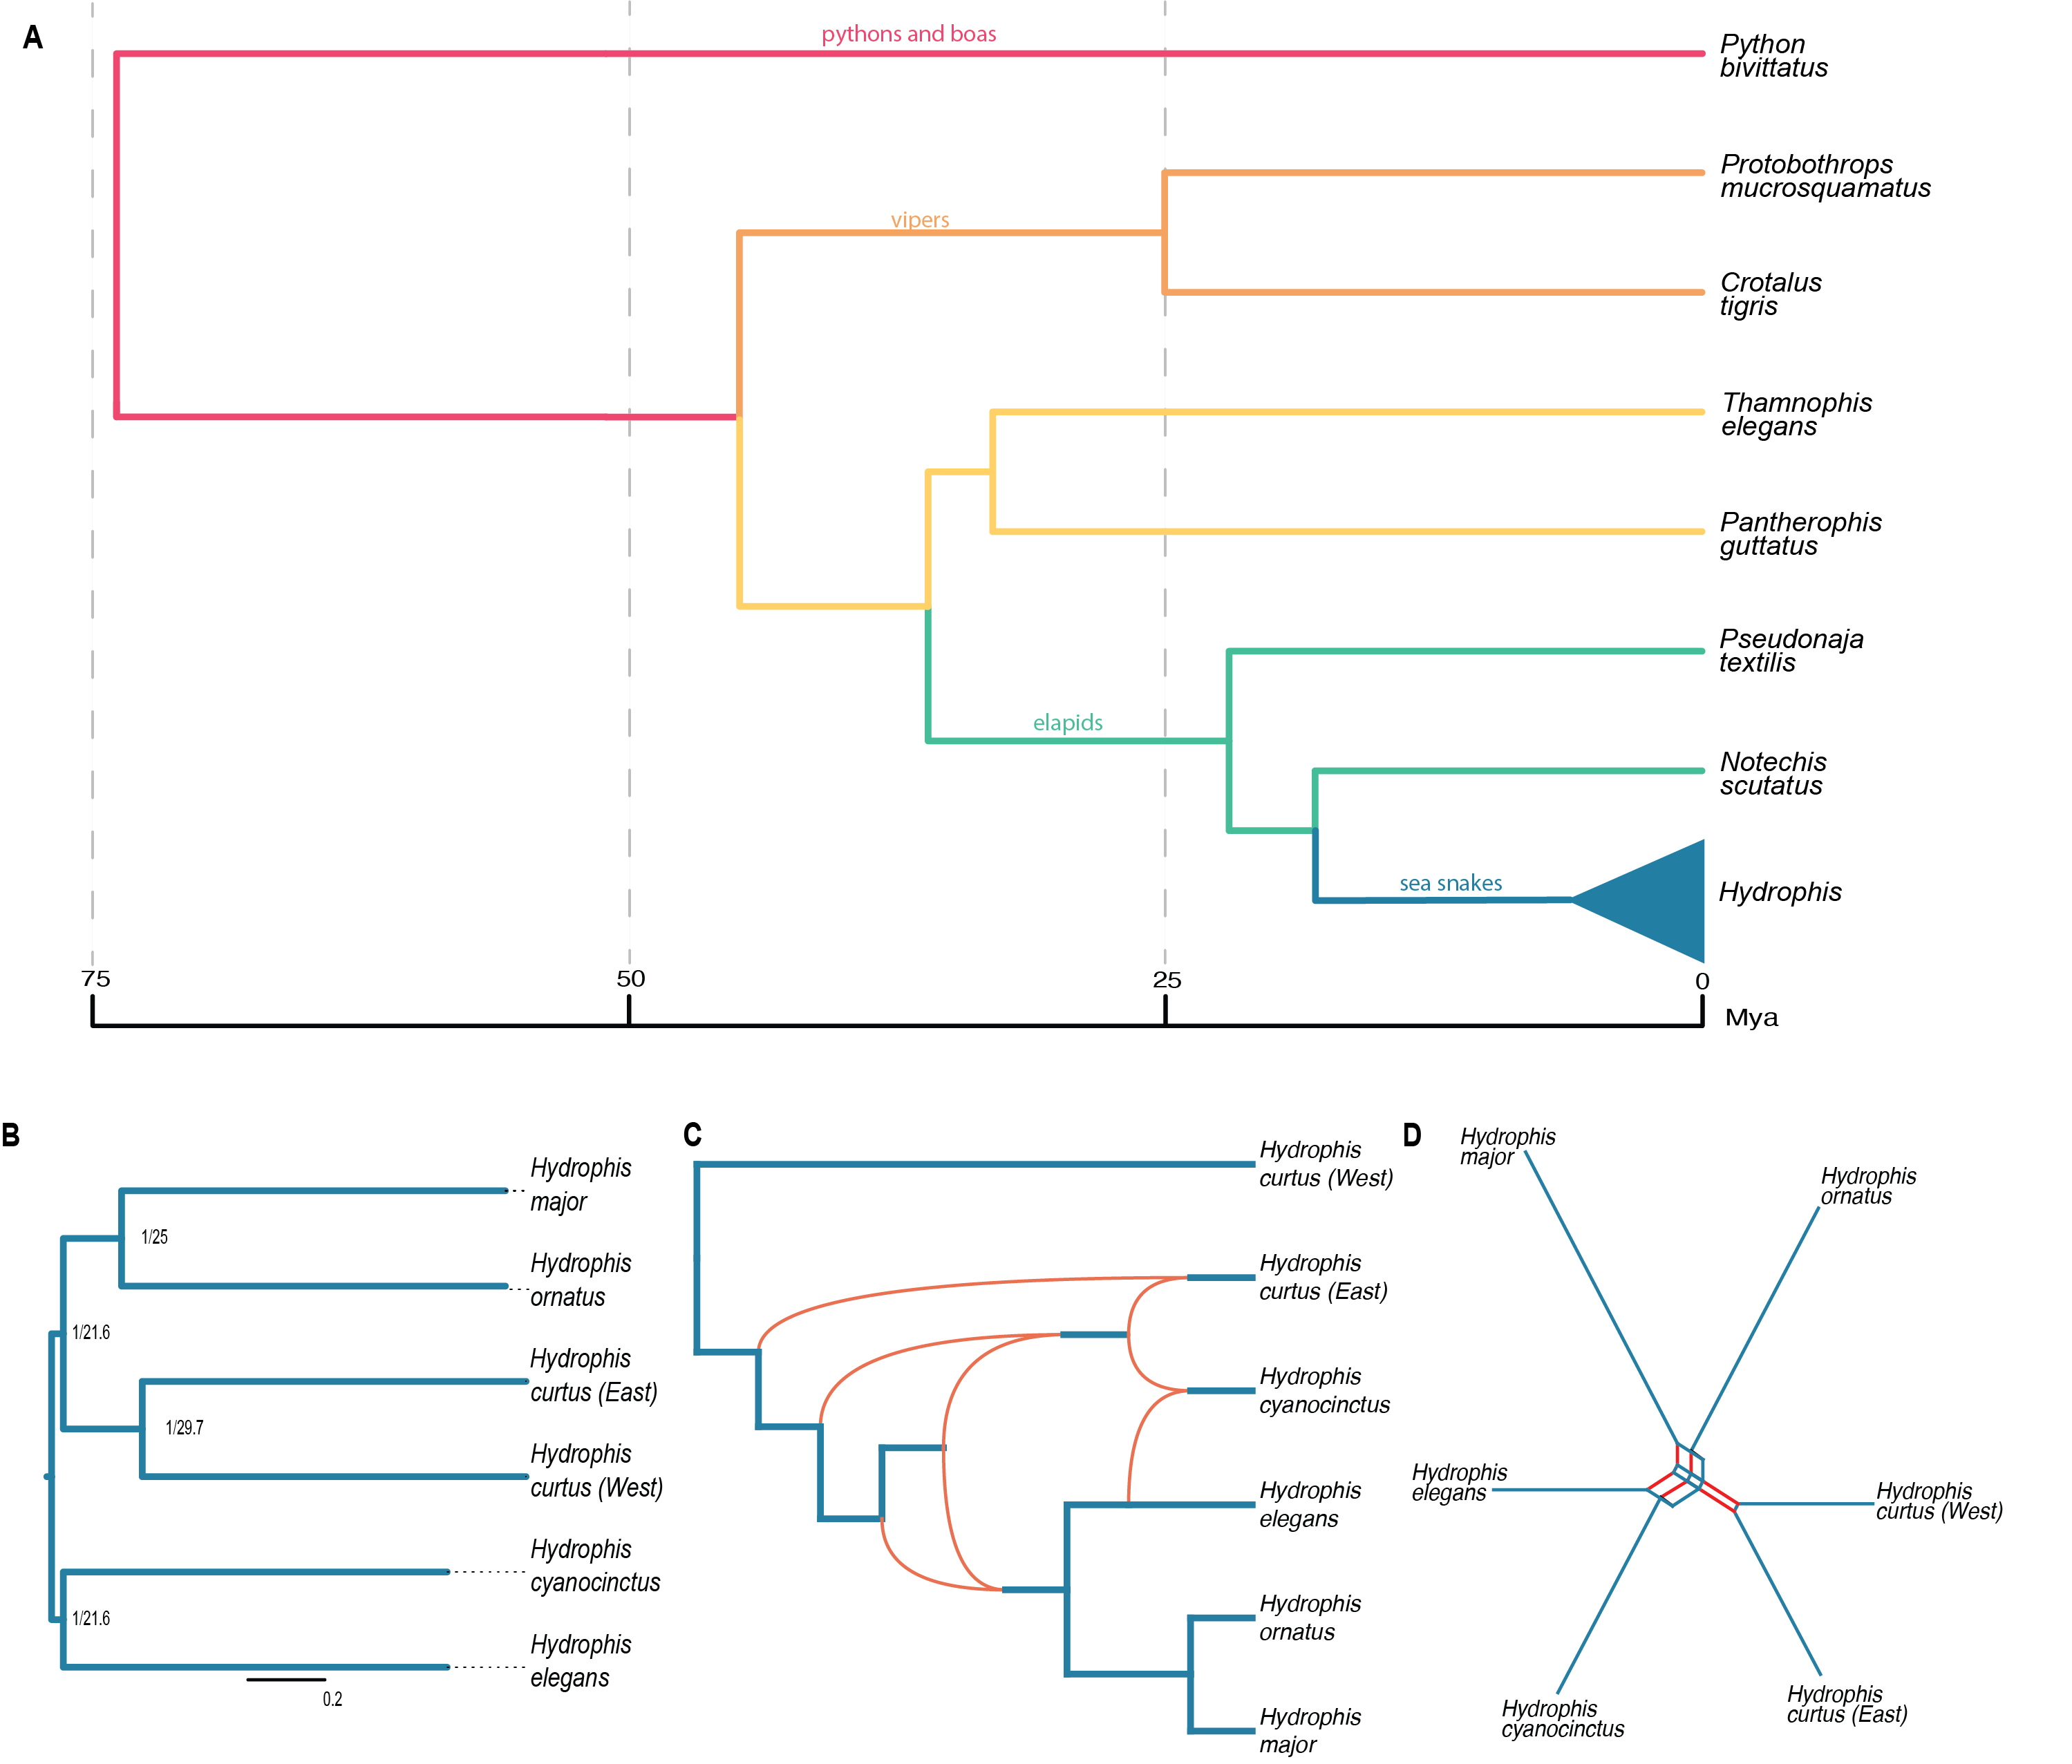 A
pythons and boas
Python
bivittatus
Protobothrops
mucrosquamatus
vipers
Crotalus
tigris
Thamnophis
elegans
Pantherophis
guttatus
Pseudonaja
textilis
elapids
Notechis
scutatus
sea snakes
Hydrophis
75
50
25
0
Mya
B
Hydrophis
major
1/25
Hydrophis
ornatus
1/21.6
Hydrophis
curtus (East)
1/29.7
Hydrophis
curtus (West)
Hydrophis
cyanocinctus
1/21.6
Hydrophis
elegans
0.2
C
Hydrophis
curtus (West)
Hydrophis
curtus (East)
Hydrophis
cyanocinctus
Hydrophis
elegans
Hydrophis
ornatus
Hydrophis
major
D
Hydrophis
major
Hydrophis
ornatus
Hydrophis
elegans
Hydrophis
curtus (West)
Hydrophis
cyanocinctus
Hydrophis
curtus (East)